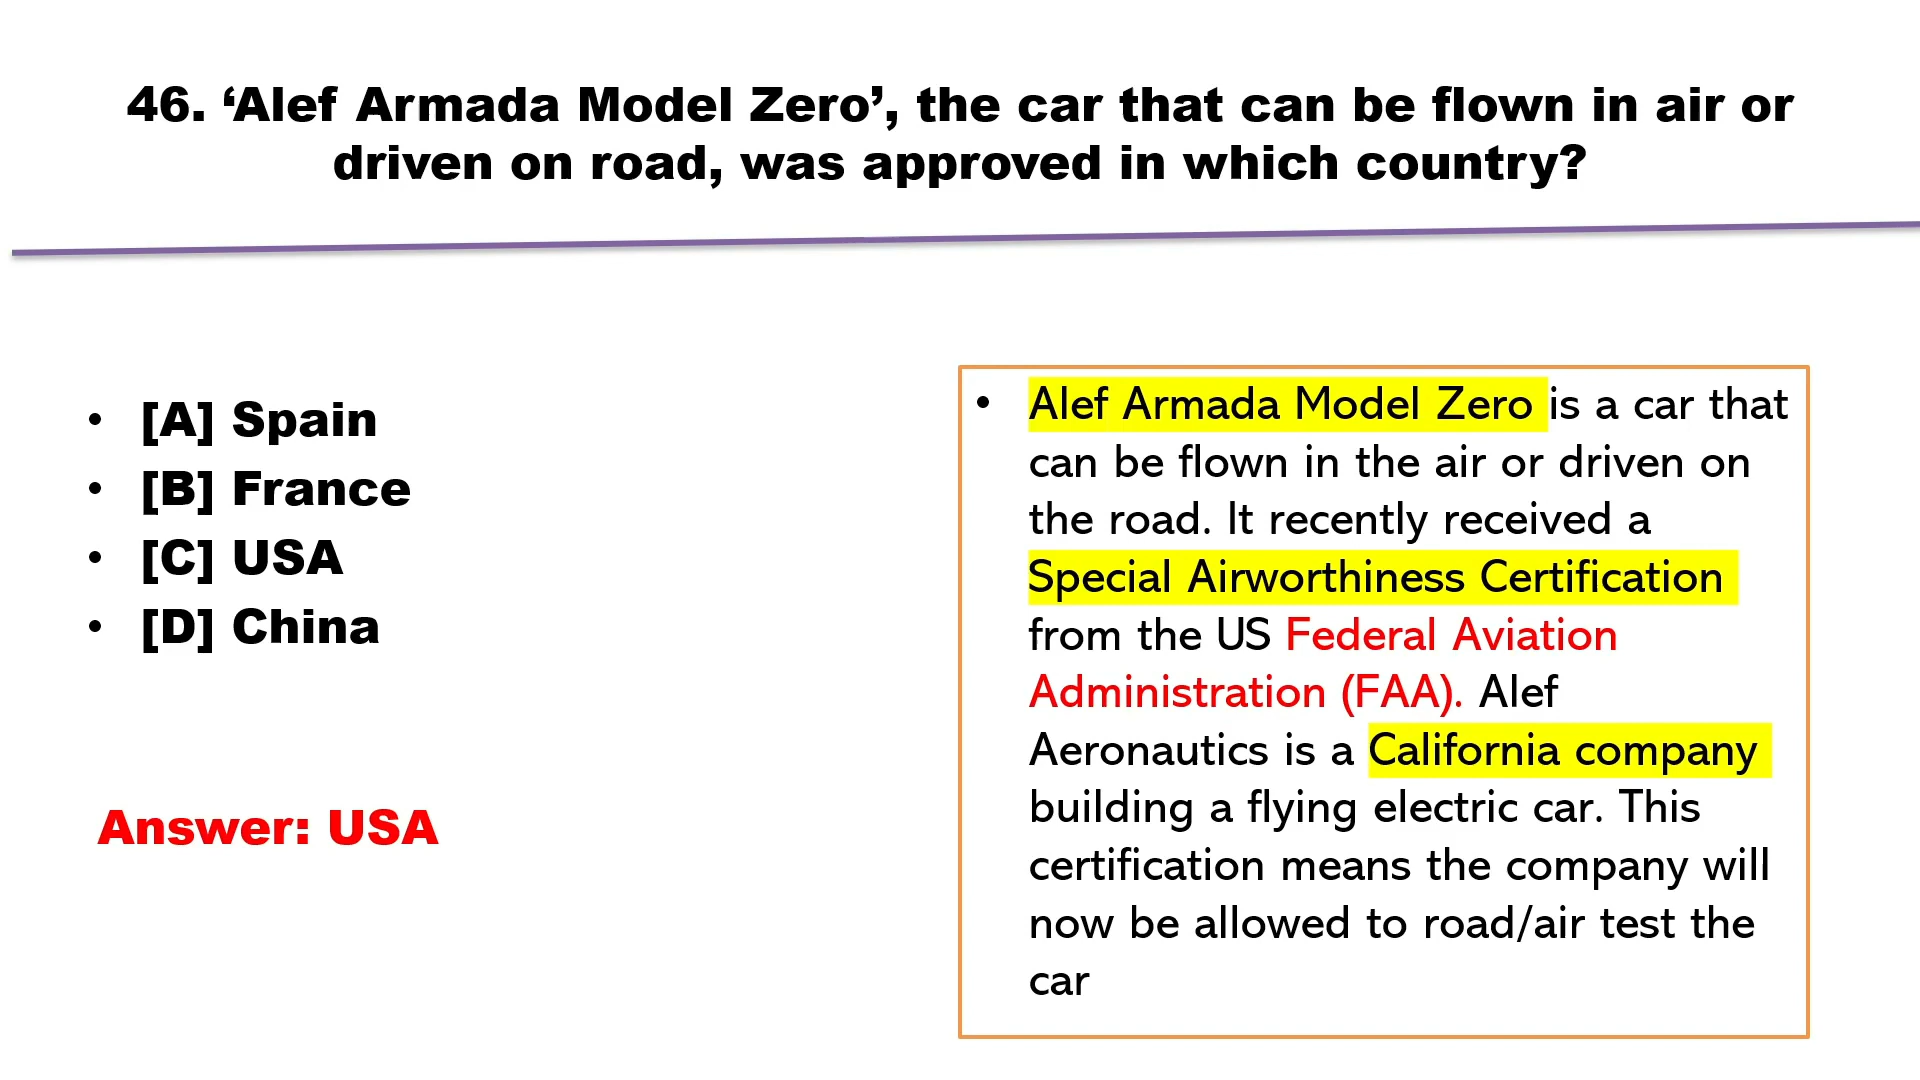 46. ‘Alef Armada Model Zero’, the car that can be flown in air or
driven on road, was approved in which country?
• [A] Spain
• [B] France
• [C] USA
• [D] China
Answer: USA
• Alef Armada Model Zero is a car that
can be flown in the air or driven on
the road. It recently received a
Special Airworthiness Certification
from the US Federal Aviation
Administration (FAA). Alef
Aeronautics is a California company
building a flying electric car. This
certification means the company will
now be allowed to road/air test the
car